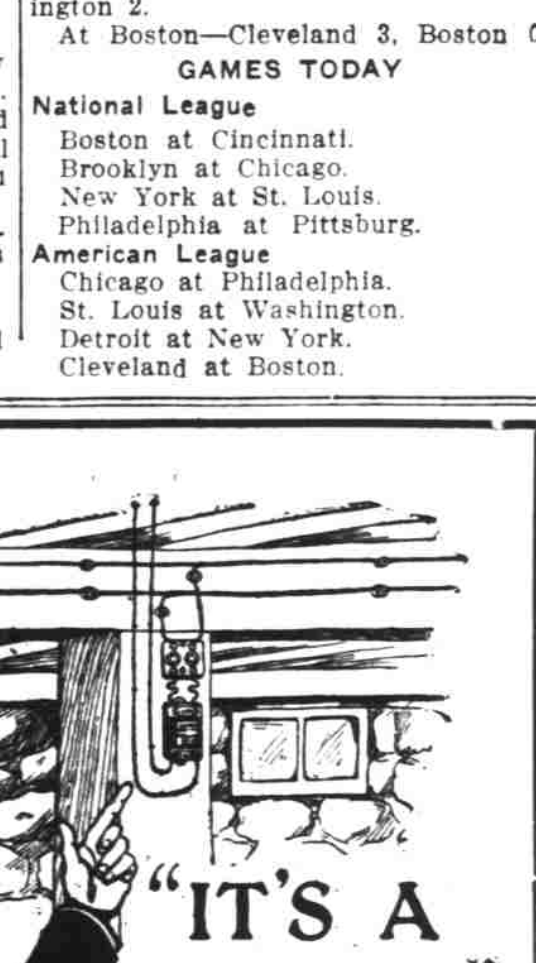 ington 2.
At Boston—Cleveland 3, Boston
GAMES TODAY
National League
Boston at Cincinnati.
Brooklyn at Chicago.
New York at St. Louis.
Philadelphia at Pittsburg.
American League
Chicago at Philadelphia.
St. Louis at Washington.
Detroit at New York.
Cleveland at Boston.
"IT'S A